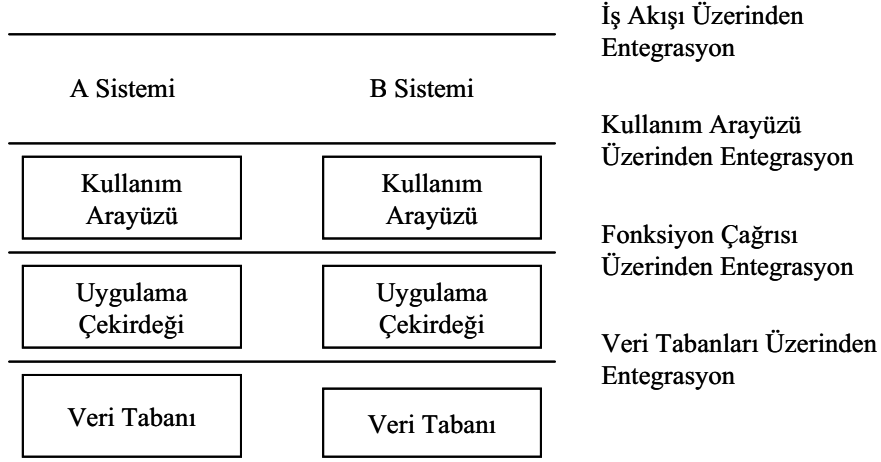 İş Akışı Üzerinden
Entegrasyon
A Sistemi
B Sistemi
Kullanım Arayüzü
Üzerinden Entegrasyon
Kullanım
Arayüzü
Kullanım
Arayüzü
Fonksiyon Çağrısı
Üzerinden Entegrasyon
Uygulama
Çekirdeği
Uygulama
Çekirdeği
Veri Tabanları Üzerinden
Entegrasyon
Veri Tabanı
Veri Tabanı